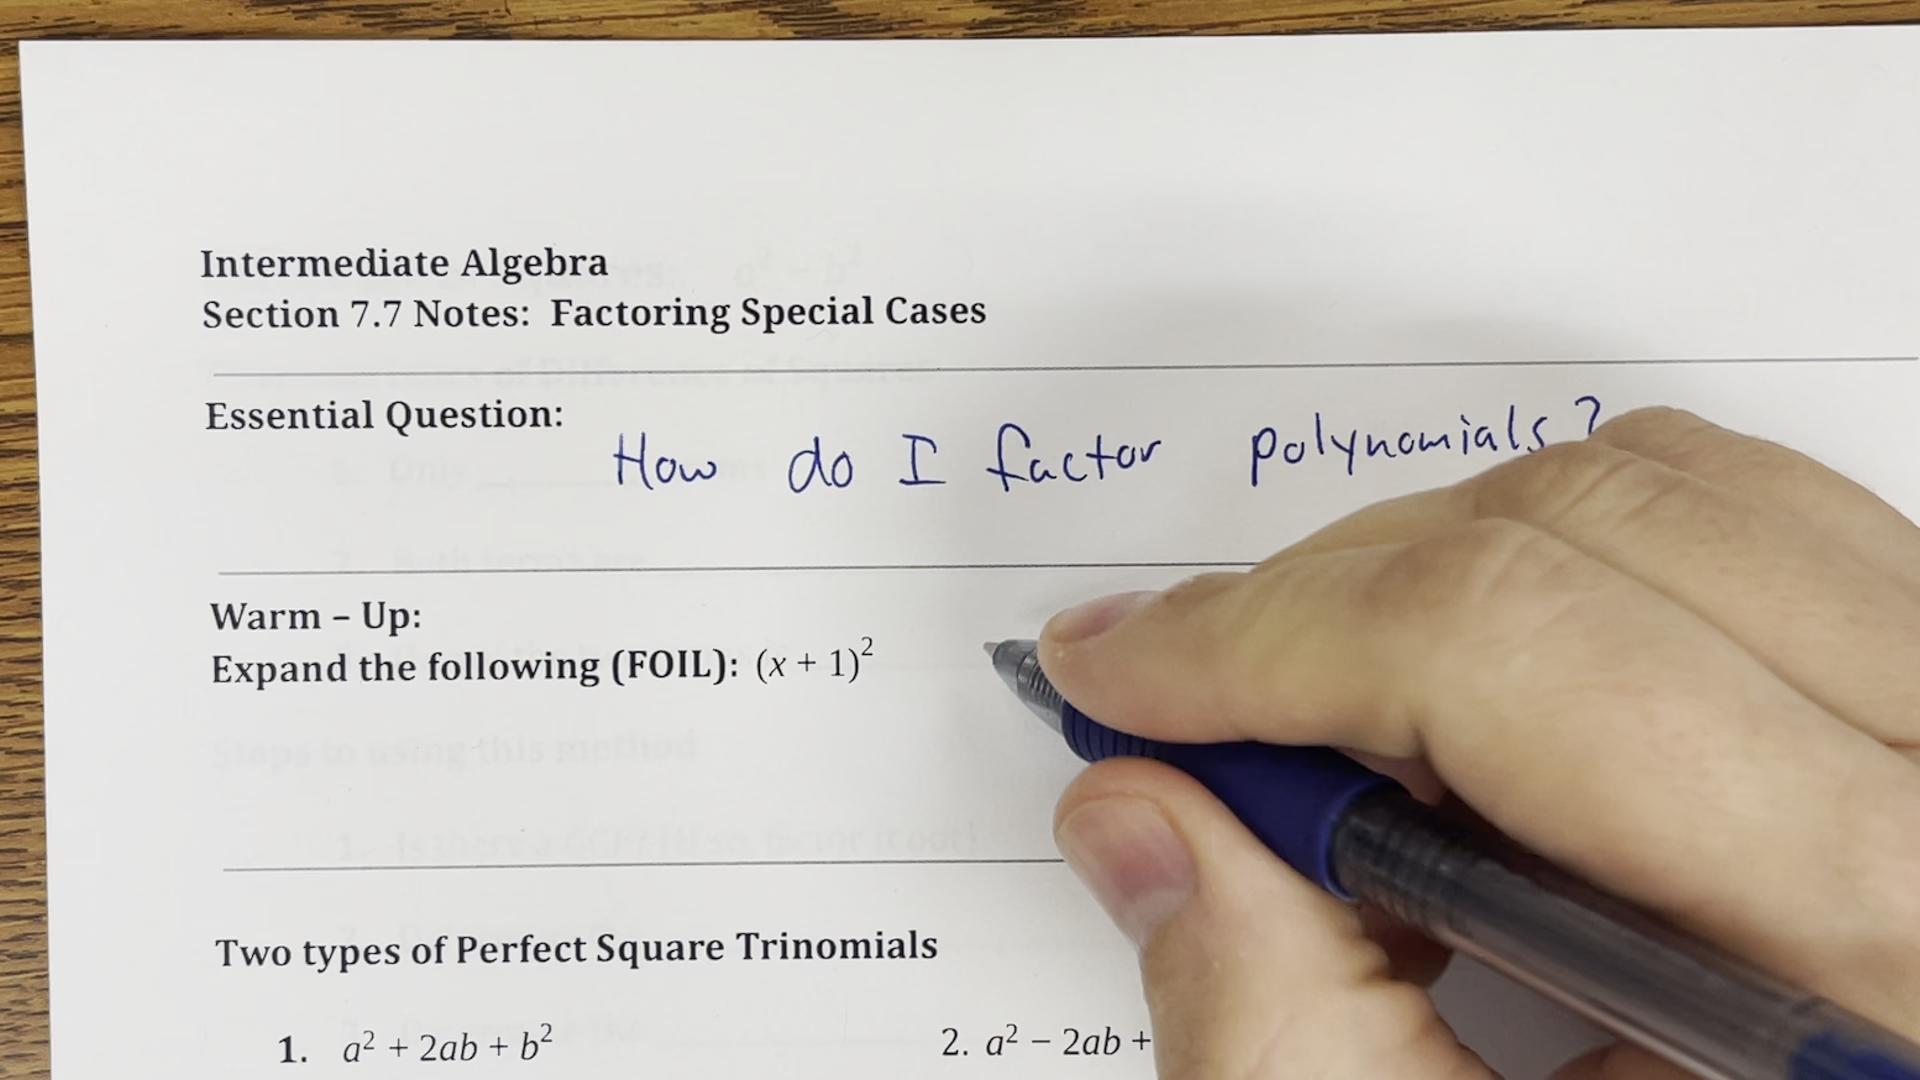 Intermediate Algebra
Section 7.7 Notes: Factoring Special Cases
Essential Question:
How do I factor polynomials?
Warm – Up:
Expand the following (FOIL): (x + 1)²
Two types of Perfect Square Trinomials
1. a² + 2ab + b²
2. a² − 2ab +